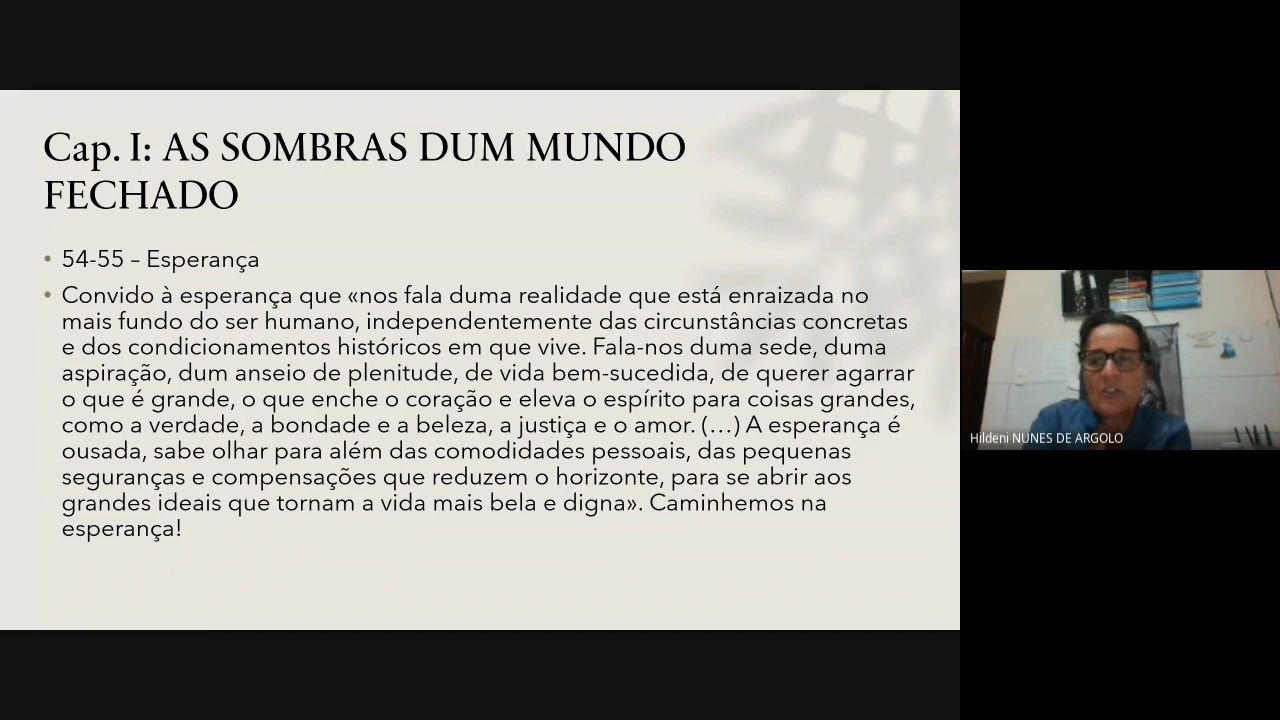 Cap. I: AS SOMBRAS DUM MUNDO
FECHADO
• 54-55 – Esperança
• Convido à esperança que «nos fala duma realidade que está enraizada no
mais fundo do ser humano, independentemente das circunstâncias concretas
e dos condicionamentos históricos em que vive. Fala-nos duma sede, duma
aspiração, dum anseio de plenitude, de vida bem-sucedida, de querer agarrar
o que é grande, o que enche o coração e eleva o espírito para coisas grandes,
como a verdade, a bondade e a beleza, a justiça e o amor. (…) A esperança é
ousada, sabe olhar para além das comodidades pessoais, das pequenas
seguranças e compensações que reduzem o horizonte, para se abrir aos
grandes ideais que tornam a vida mais bela e digna». Caminhemos na
esperança!
Hildeni NUNES DE ARGOLO